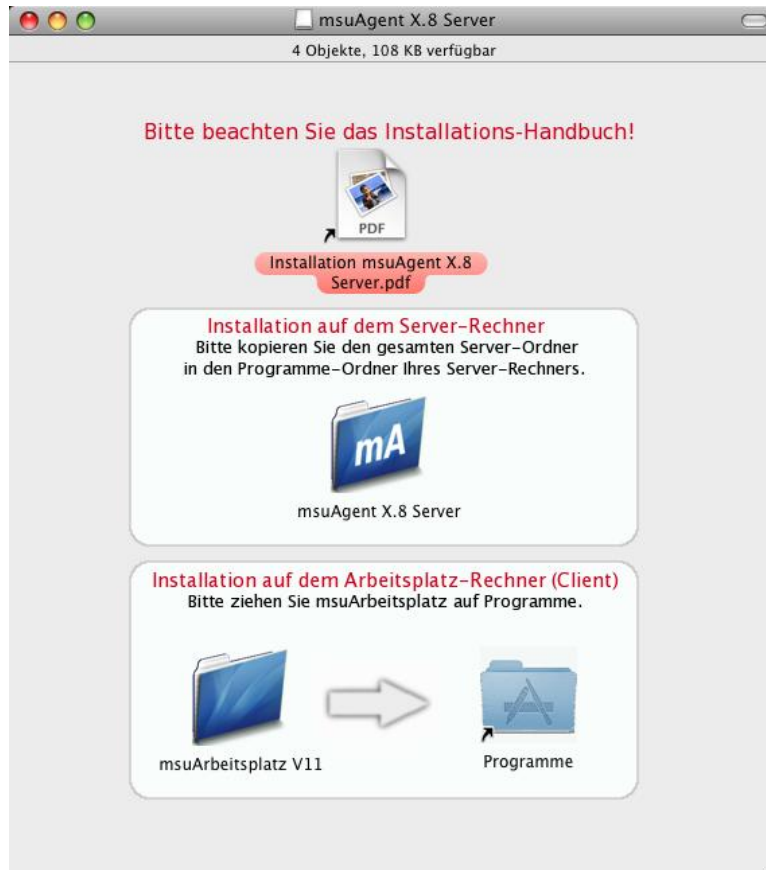 msuAgent X.8 Server
4 Objekte, 108 KB verfügbar
Bitte beachten Sie das Installations-Handbuch!
PDF
Installation msuAgent X.8
Server.pdf
Installation auf dem Server-Rechner
Bitte kopieren Sie den gesamten Server-Ordner
in den Programme-Ordner Ihres Server-Rechners.
mA
msuAgent X.8 Server
Installation auf dem Arbeitsplatz-Rechner (Client)
Bitte ziehen Sie msuArbeitsplatz auf Programme.
msuArbeitsplatz V11
Programme